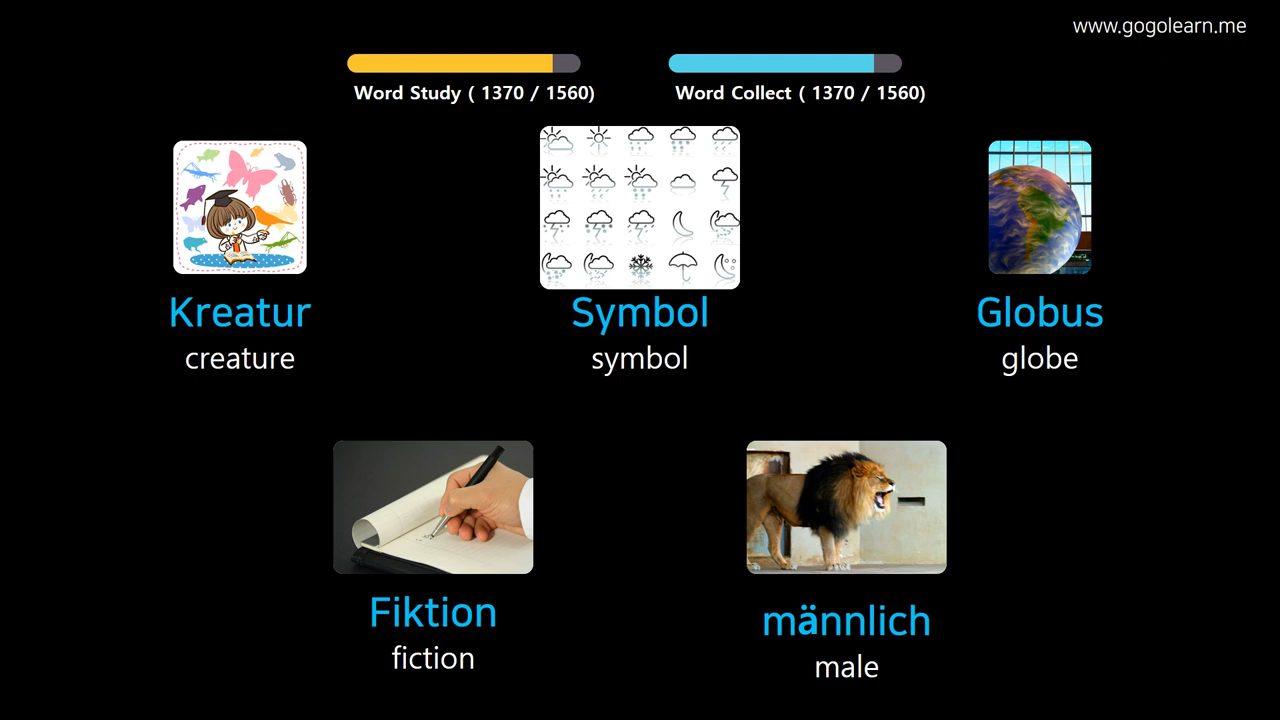 www.gogolearn.me
Word Study ( 1370 / 1560)
Word Collect ( 1370 / 1560)
Kreatur
creature
Symbol
symbol
Globus
globe
Fiktion
fiction
männlich
male